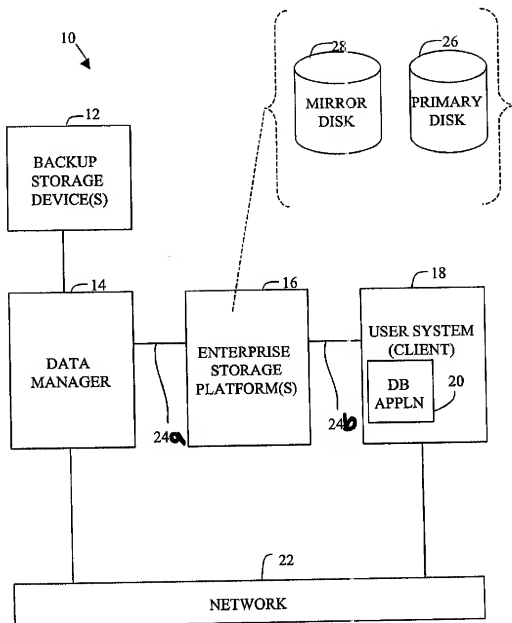 10
28
26
MIRROR
DISK
PRIMARY
DISK
12
BACKUP
STORAGE
DEVICE(S)
14
DATA
MANAGER
16
ENTERPRISE
STORAGE
PLATFORM(S)
18
USER SYSTEM
(CLIENT)
DB
APPLN
20
24a
24b
22
NETWORK